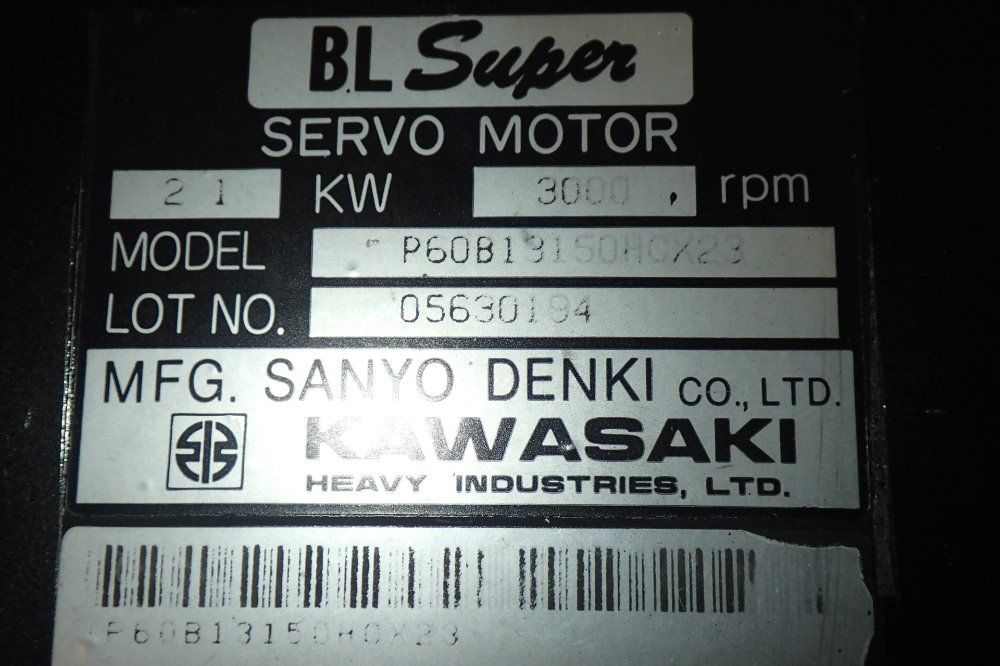 BL Super
SERVO MOTOR
2 1 KW 3000 rpm
MODEL P60B13150HCX23
LOT NO. 05630194
MFG. SANYO DENKI CO., LTD.
KAWASAKI
HEAVY INDUSTRIES, LTD.
P60B13150HCX23